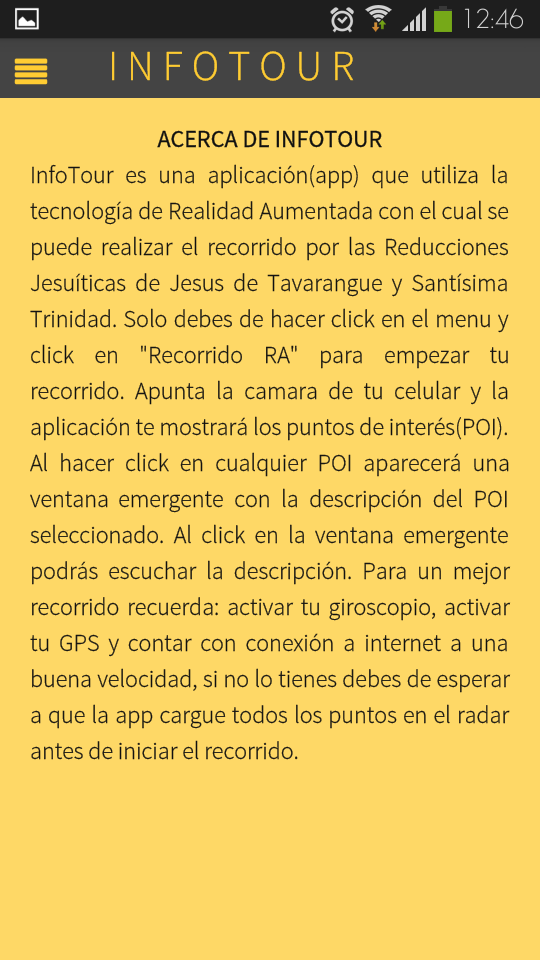 12:46
INFOTOUR
ACERCA DE INFOTOUR
InfoTour es una aplicación(app) que utiliza la
tecnología de Realidad Aumentada con el cual se
puede realizar el recorrido por las Reducciones
Jesuíticas de Jesus de Tavarangue y Santísima
Trinidad. Solo debes de hacer click en el menu y
click en "Recorrido RA" para empezar tu
recorrido. Apunta la camara de tu celular y la
aplicación te mostrará los puntos de interés(POI).
Al hacer click en cualquier POI aparecerá una
ventana emergente con la descripción del POI
seleccionado. Al click en la ventana emergente
podrás escuchar la descripción. Para un mejor
recorrido recuerda: activar tu giroscopio, activar
tu GPS y contar con conexión a internet a una
buena velocidad, si no lo tienes debes de esperar
a que la app cargue todos los puntos en el radar
antes de iniciar el recorrido.